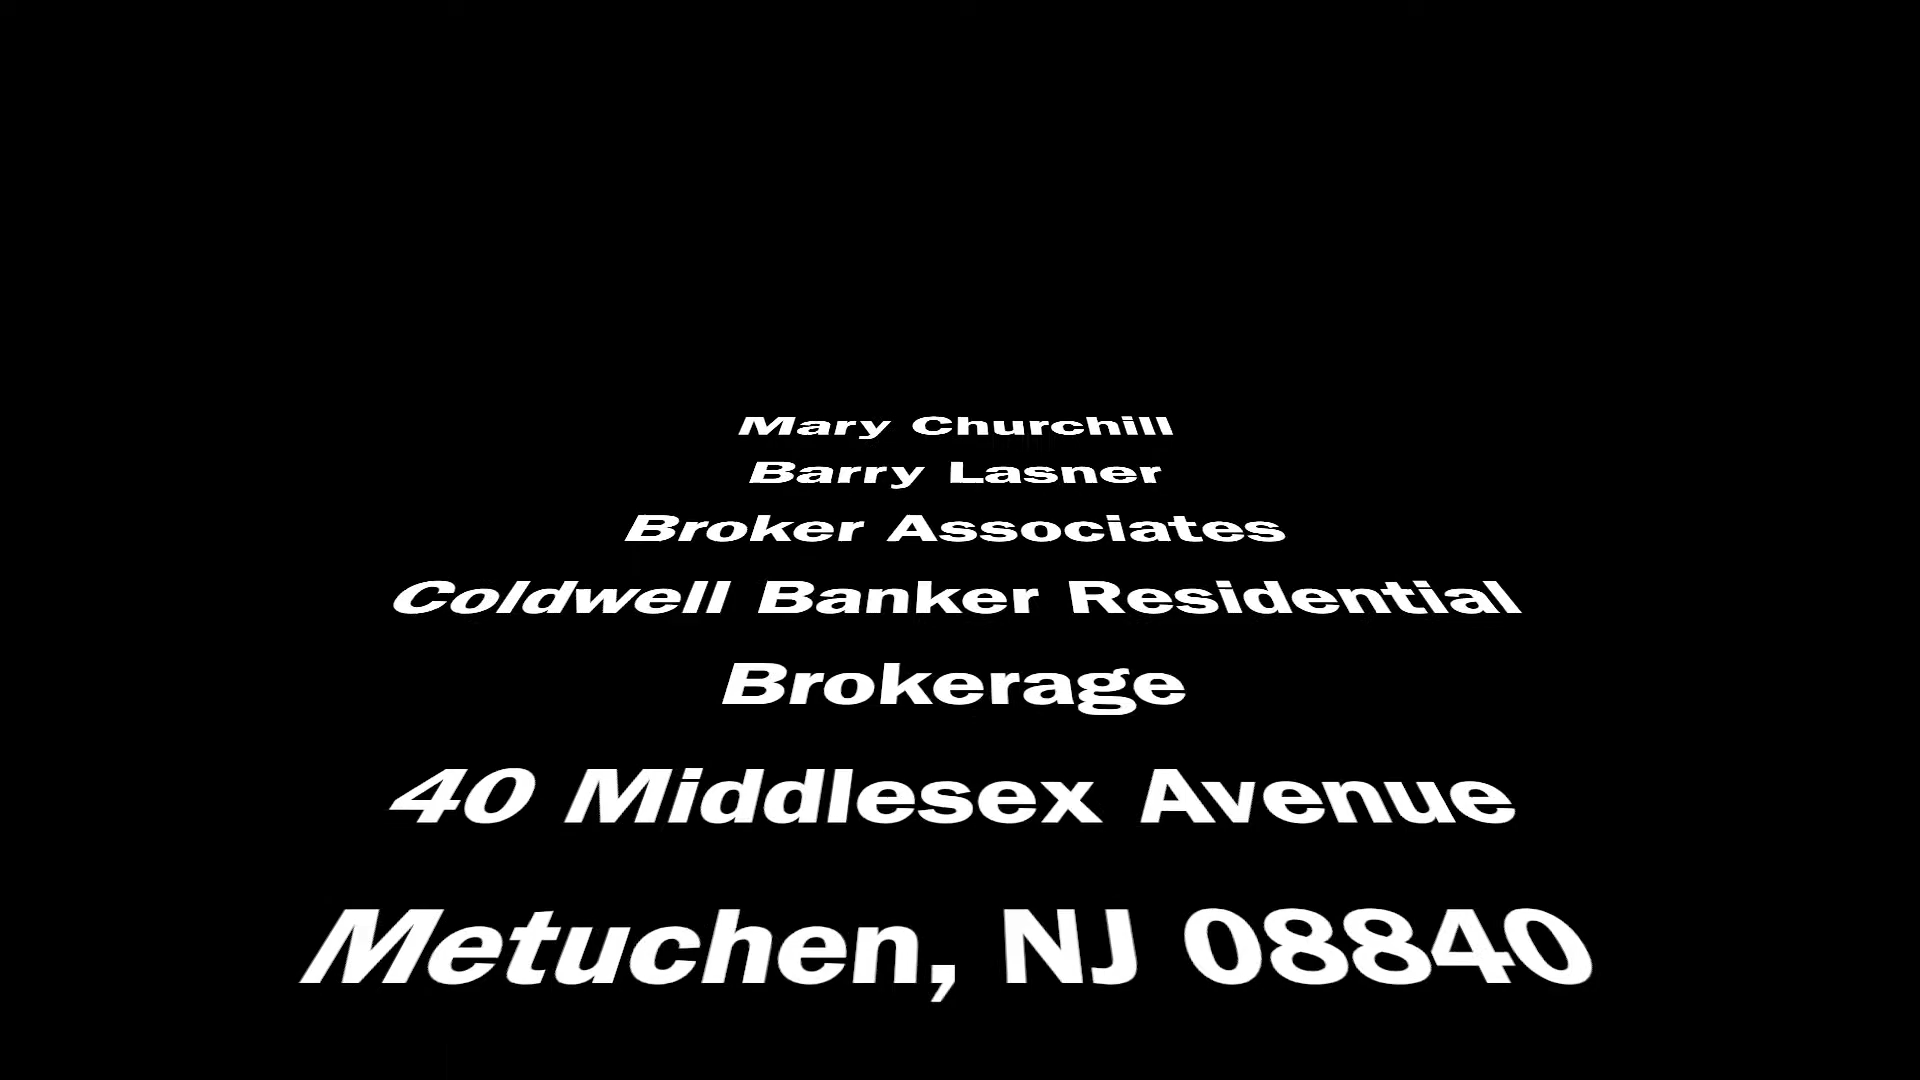 Mary Churchill
Barry Lasner
Broker Associates
Coldwell Banker Residential
Brokerage
40 Middlesex Avenue
Metuchen, NJ 08840